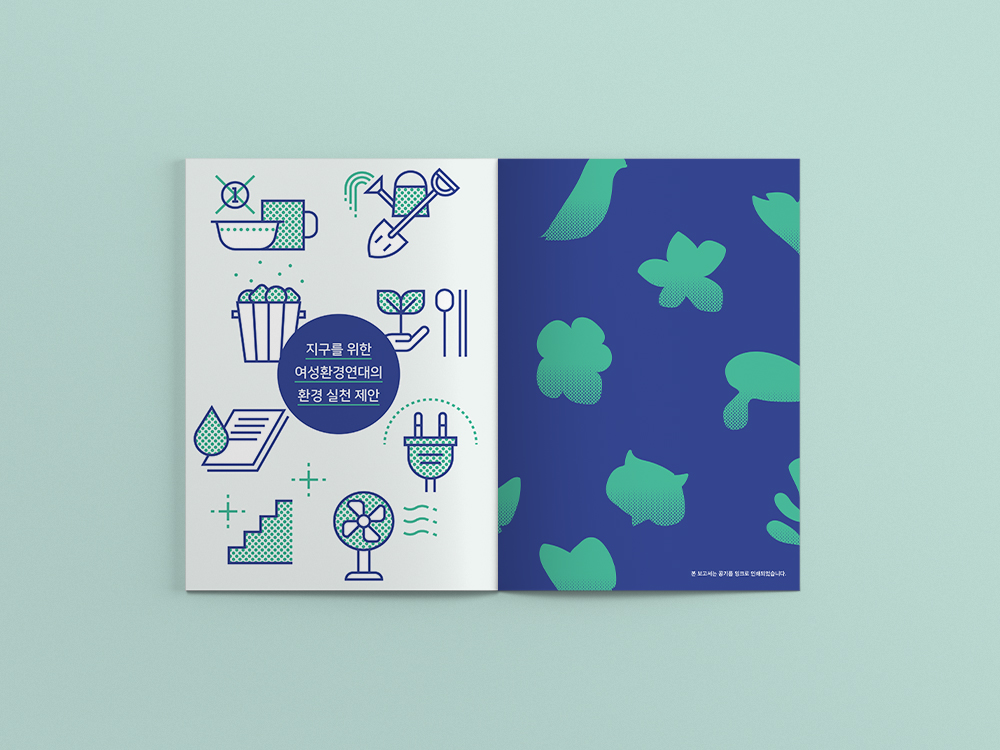 1
지구를 위한
여성환경연대의
환경 실천 제안
본 보고서는 콩기름 잉크로 인쇄되었습니다.